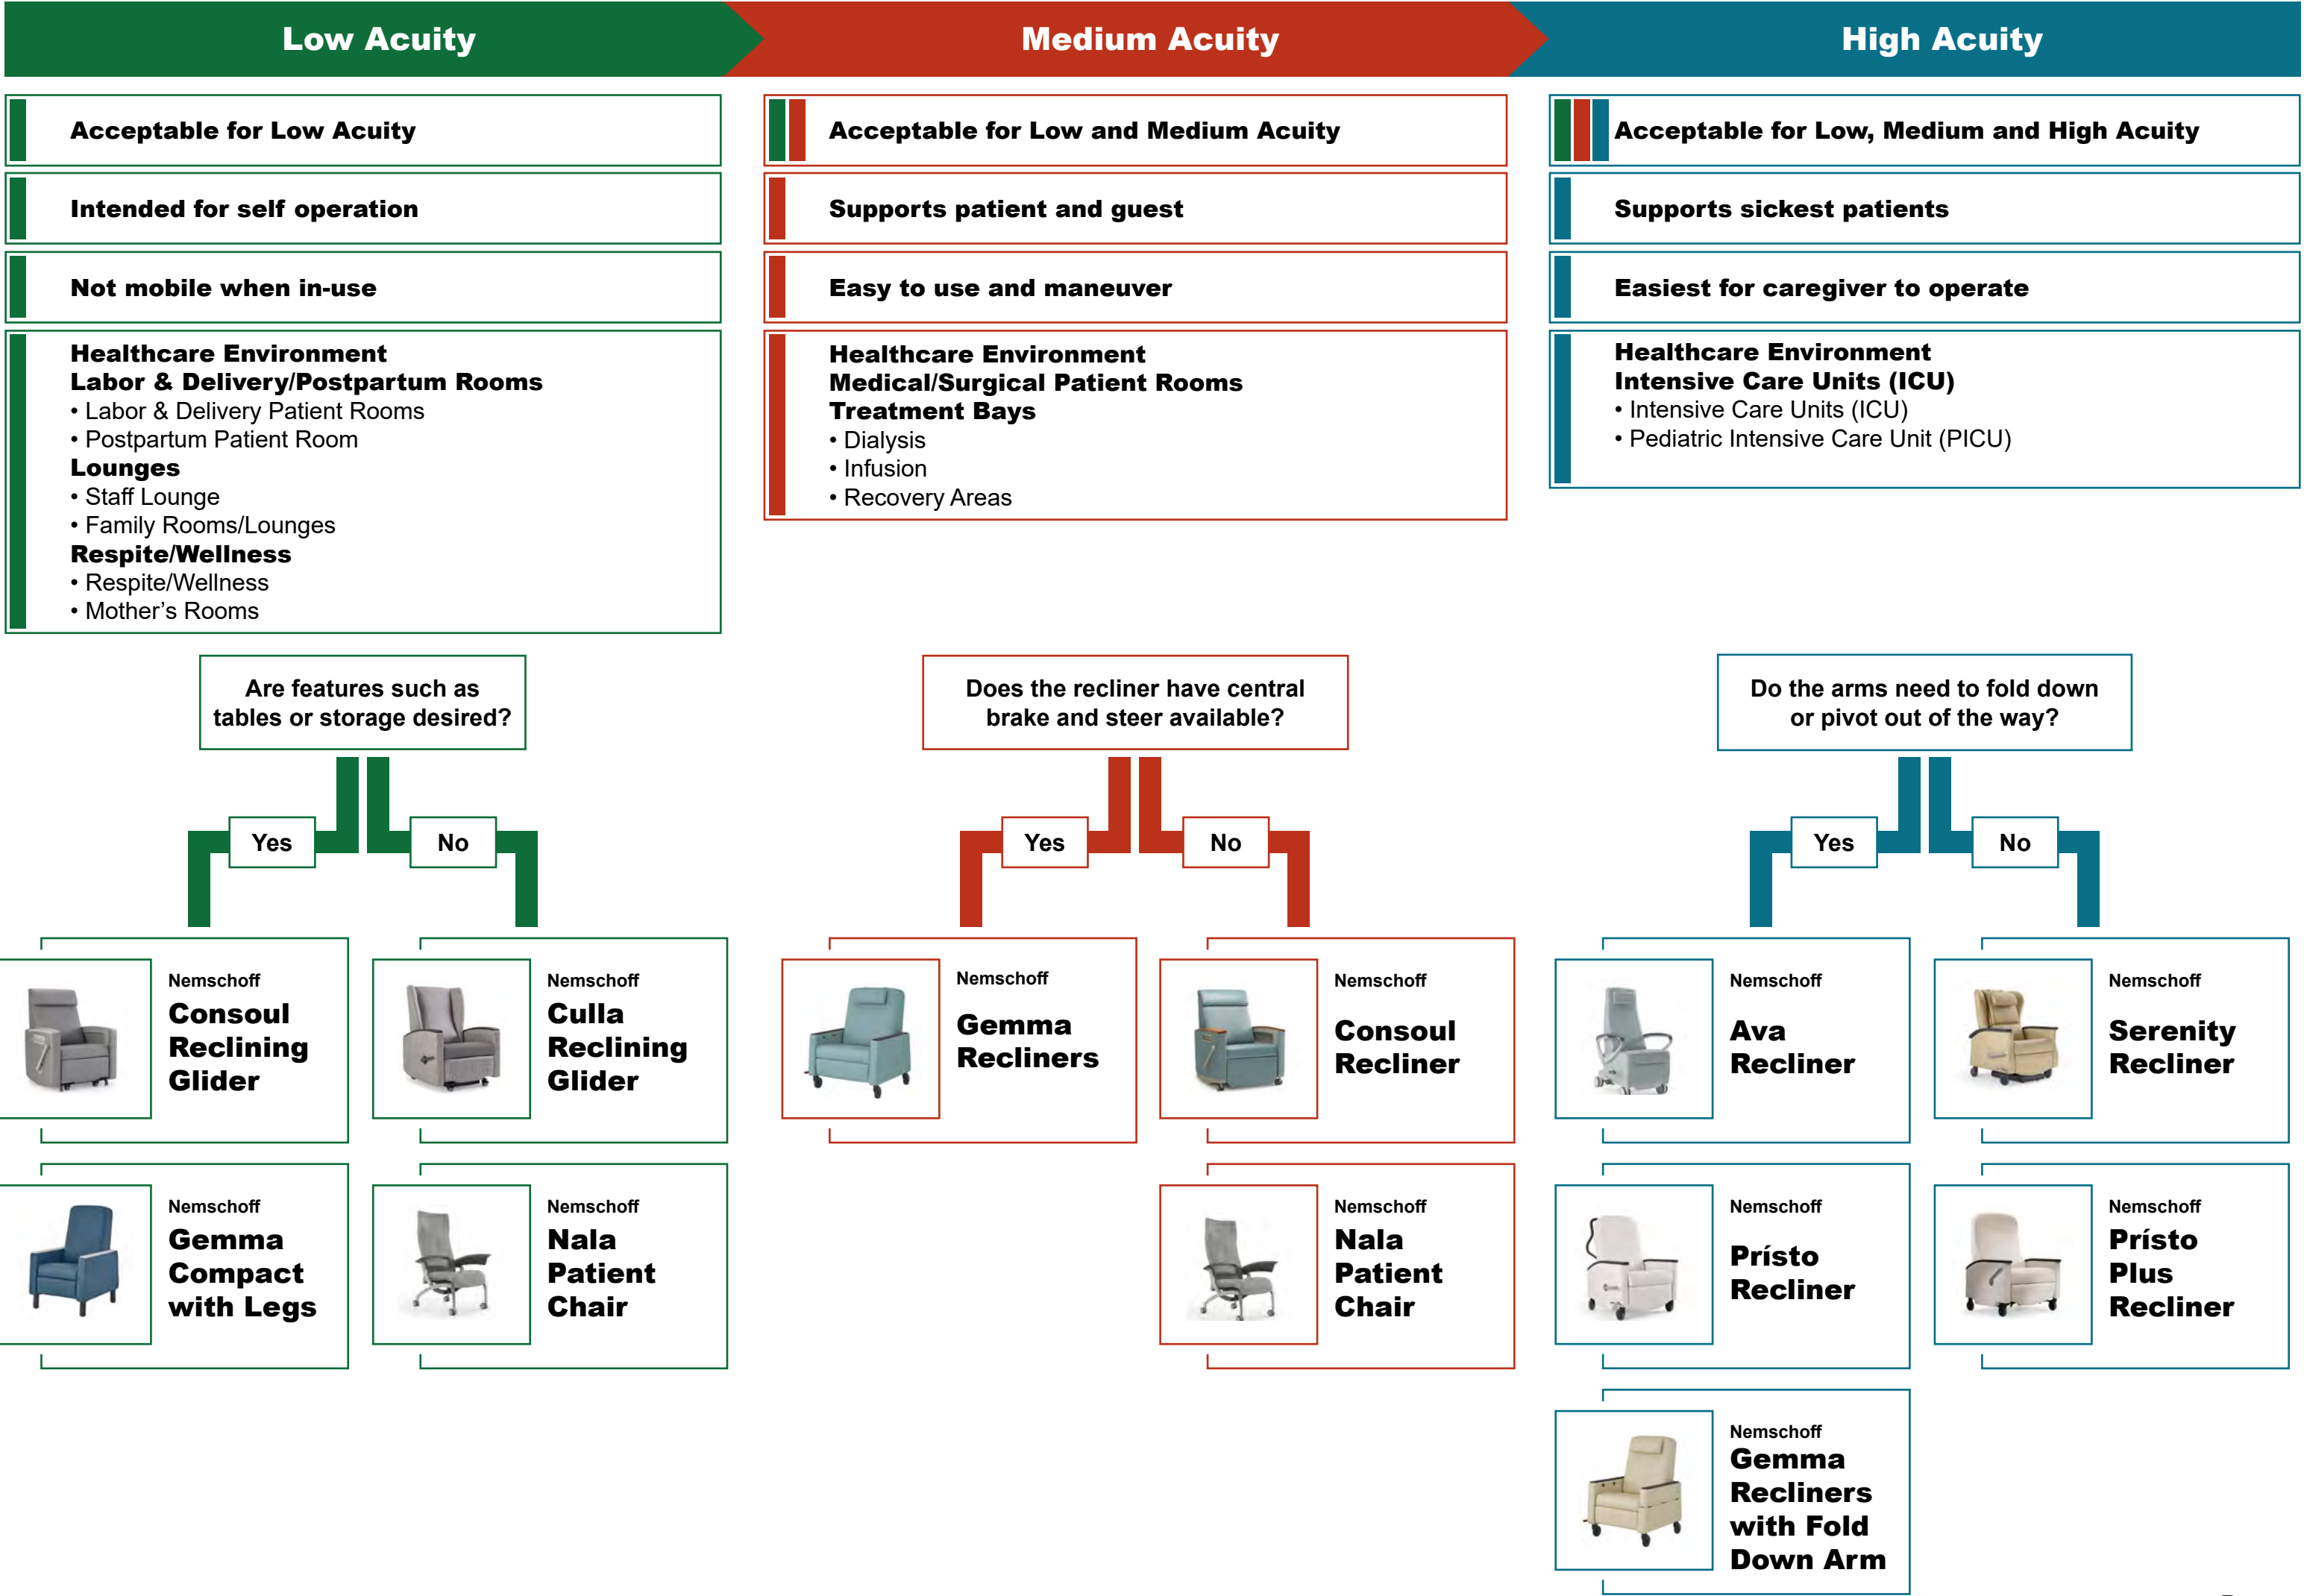 Low Acuity
Medium Acuity
High Acuity
Acceptable for Low Acuity
Intended for self operation
Not mobile when in-use
Healthcare Environment
Labor & Delivery/Postpartum Rooms
• Labor & Delivery Patient Rooms
• Postpartum Patient Room
Lounges
• Staff Lounge
• Family Rooms/Lounges
Respite/Wellness
• Respite/Wellness
• Mother’s Rooms
Acceptable for Low and Medium Acuity
Supports patient and guest
Easy to use and maneuver
Healthcare Environment
Medical/Surgical Patient Rooms
Treatment Bays
• Dialysis
• Infusion
• Recovery Areas
Acceptable for Low, Medium and High Acuity
Supports sickest patients
Easiest for caregiver to operate
Healthcare Environment
Intensive Care Units (ICU)
• Intensive Care Units (ICU)
• Pediatric Intensive Care Unit (PICU)
Are features such as
tables or storage desired?
Yes
No
Nemschoff
Consoul
Reclining
Glider
Nemschoff
Culla
Reclining
Glider
Nemschoff
Gemma
Compact
with Legs
Nemschoff
Nala
Patient
Chair
Does the recliner have central
brake and steer available?
Yes
No
Nemschoff
Gemma
Recliners
Nemschoff
Consoul
Recliner
Nemschoff
Nala
Patient
Chair
Do the arms need to fold down
or pivot out of the way?
Yes
No
Nemschoff
Ava
Recliner
Nemschoff
Serenity
Recliner
Nemschoff
Prísto
Recliner
Nemschoff
Prísto
Plus
Recliner
Nemschoff
Gemma
Recliners
with Fold
Down Arm